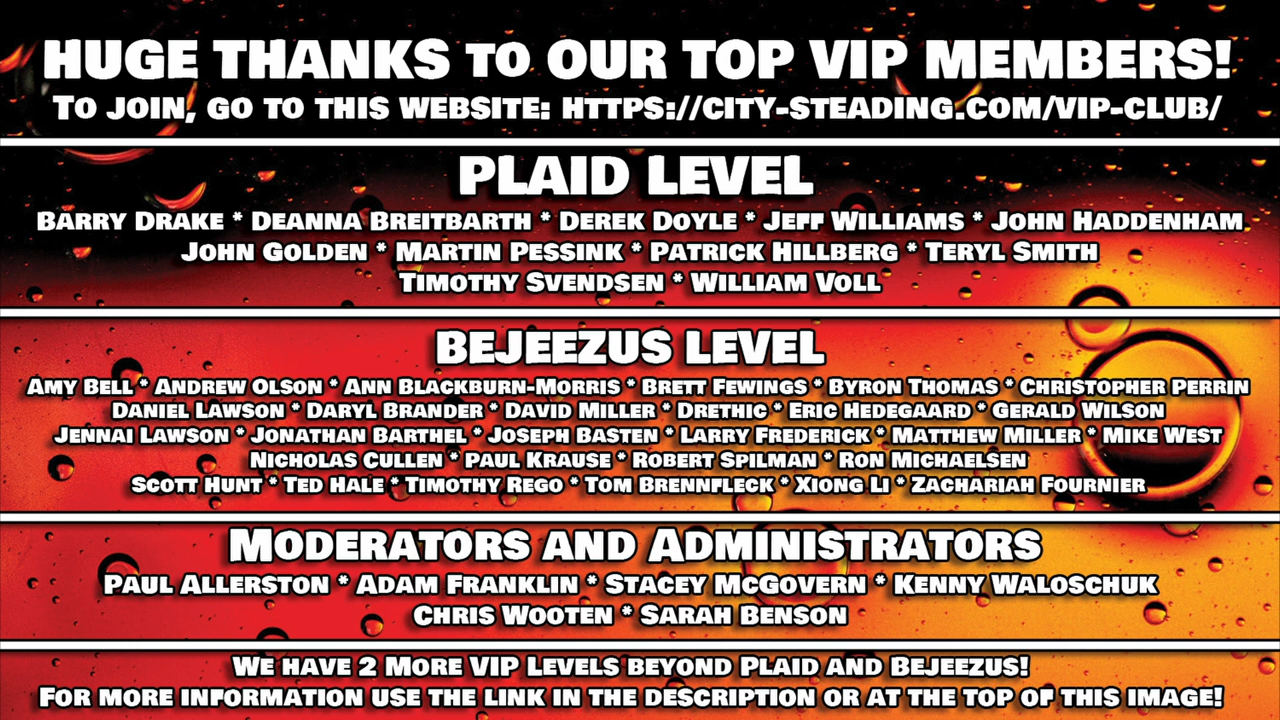 HUGE THANKS TO OUR TOP VIP MEMBERS!
TO JOIN, GO TO THIS WEBSITE: HTTPS://CITY-STEADING.COM/VIP-CLUB/
PLAID LEVEL
BARRY DRAKE * DEANNA BREITBARTH * DEREK DOYLE * JEFF WILLIAMS * JOHN HADDENHAM
JOHN GOLDEN * MARTIN PESSINK * PATRICK HILLBERG * TERYL SMITH
TIMOTHY SVENDSEN * WILLIAM VOLL
BEJEEZUS LEVEL
AMY BELL * ANDREW OLSON * ANN BLACKBURN-MORRIS * BRETT FEWINGS * BYRON THOMAS * CHRISTOPHER PERRIN
DANIEL LAWSON * DARYL BRANDER * DAVID MILLER * DRETHIC * ERIC HEDEGAARD * GERALD WILSON
JENNAI LAWSON * JONATHAN BARTHEL * JOSEPH BASTEN * LARRY FREDERICK * MATTHEW MILLER * MIKE WEST
NICHOLAS CULLEN * PAUL KRAUSE * ROBERT SPILMAN * RON MICHAELSEN
SCOTT HUNT * TED HALE * TIMOTHY REGO * TOM BRENNFLECK * XIONG LI * ZACHARIAH FOURNIER
MODERATORS AND ADMINISTRATORS
PAUL ALLERSTON * ADAM FRANKLIN * STACEY MCGOVERN * KENNY WALOSCHUK
CHRIS WOOTEN * SARAH BENSON
WE HAVE 2 MORE VIP LEVELS BEYOND PLAID AND BEJEEZUS!
FOR MORE INFORMATION USE THE LINK IN THE DESCRIPTION OR AT THE TOP OF THIS IMAGE!